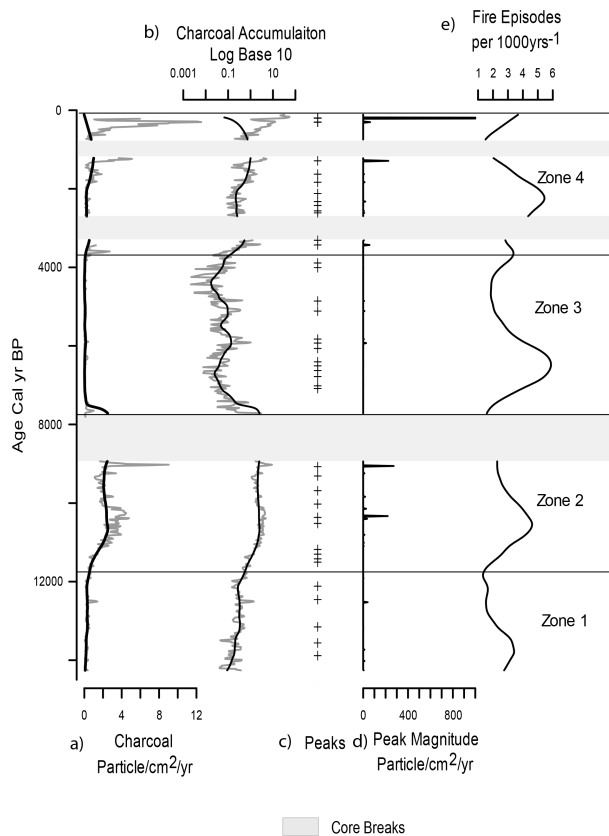 b) Charcoal Accumulaiton
Log Base 10
0.001 0.1 10
e) Fire Episodes
per 1000yrs-1
1 2 3 4 5 6
Age Cal yr BP
0
4000
8000
12000
Zone 4
Zone 3
Zone 2
Zone 1
0 4 8 12
a) Charcoal
Particle/cm2/yr
c) Peaks
0 400 800
d) Peak Magnitude
Particle/cm2/yr
Core Breaks